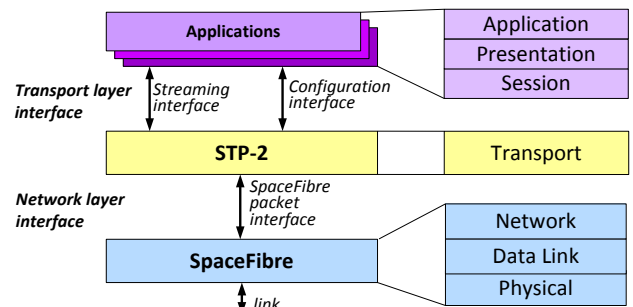 Applications
Application
Presentation
Session
Transport layer
interface
Streaming
interface
Configuration
interface
STP-2
Transport
Network layer
interface
SpaceFibre
packet
interface
SpaceFibre
Network
Data Link
Physical
link